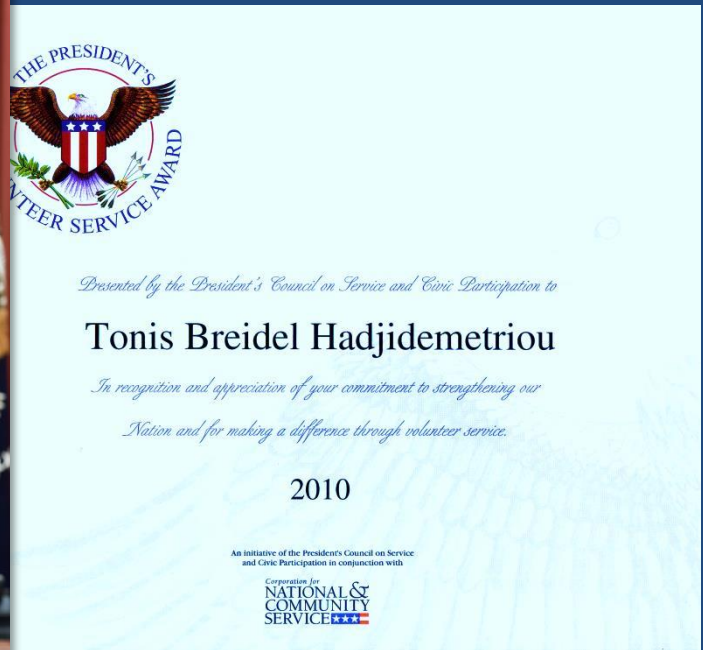 THE PRESIDENT'S
NTEER SERVICE AWARD
Presented by the President's Council on Service and Civic Participation to
Tonis Breidel Hadjidemetriou
In recognition and appreciation of your commitment to strengthening our
Nation and for making a difference through volunteer service.
2010
An initiative of the President's Council on Service
and Civic Participation in conjunction with
Corporation for
NATIONAL &
COMMUNITY
SERVICE